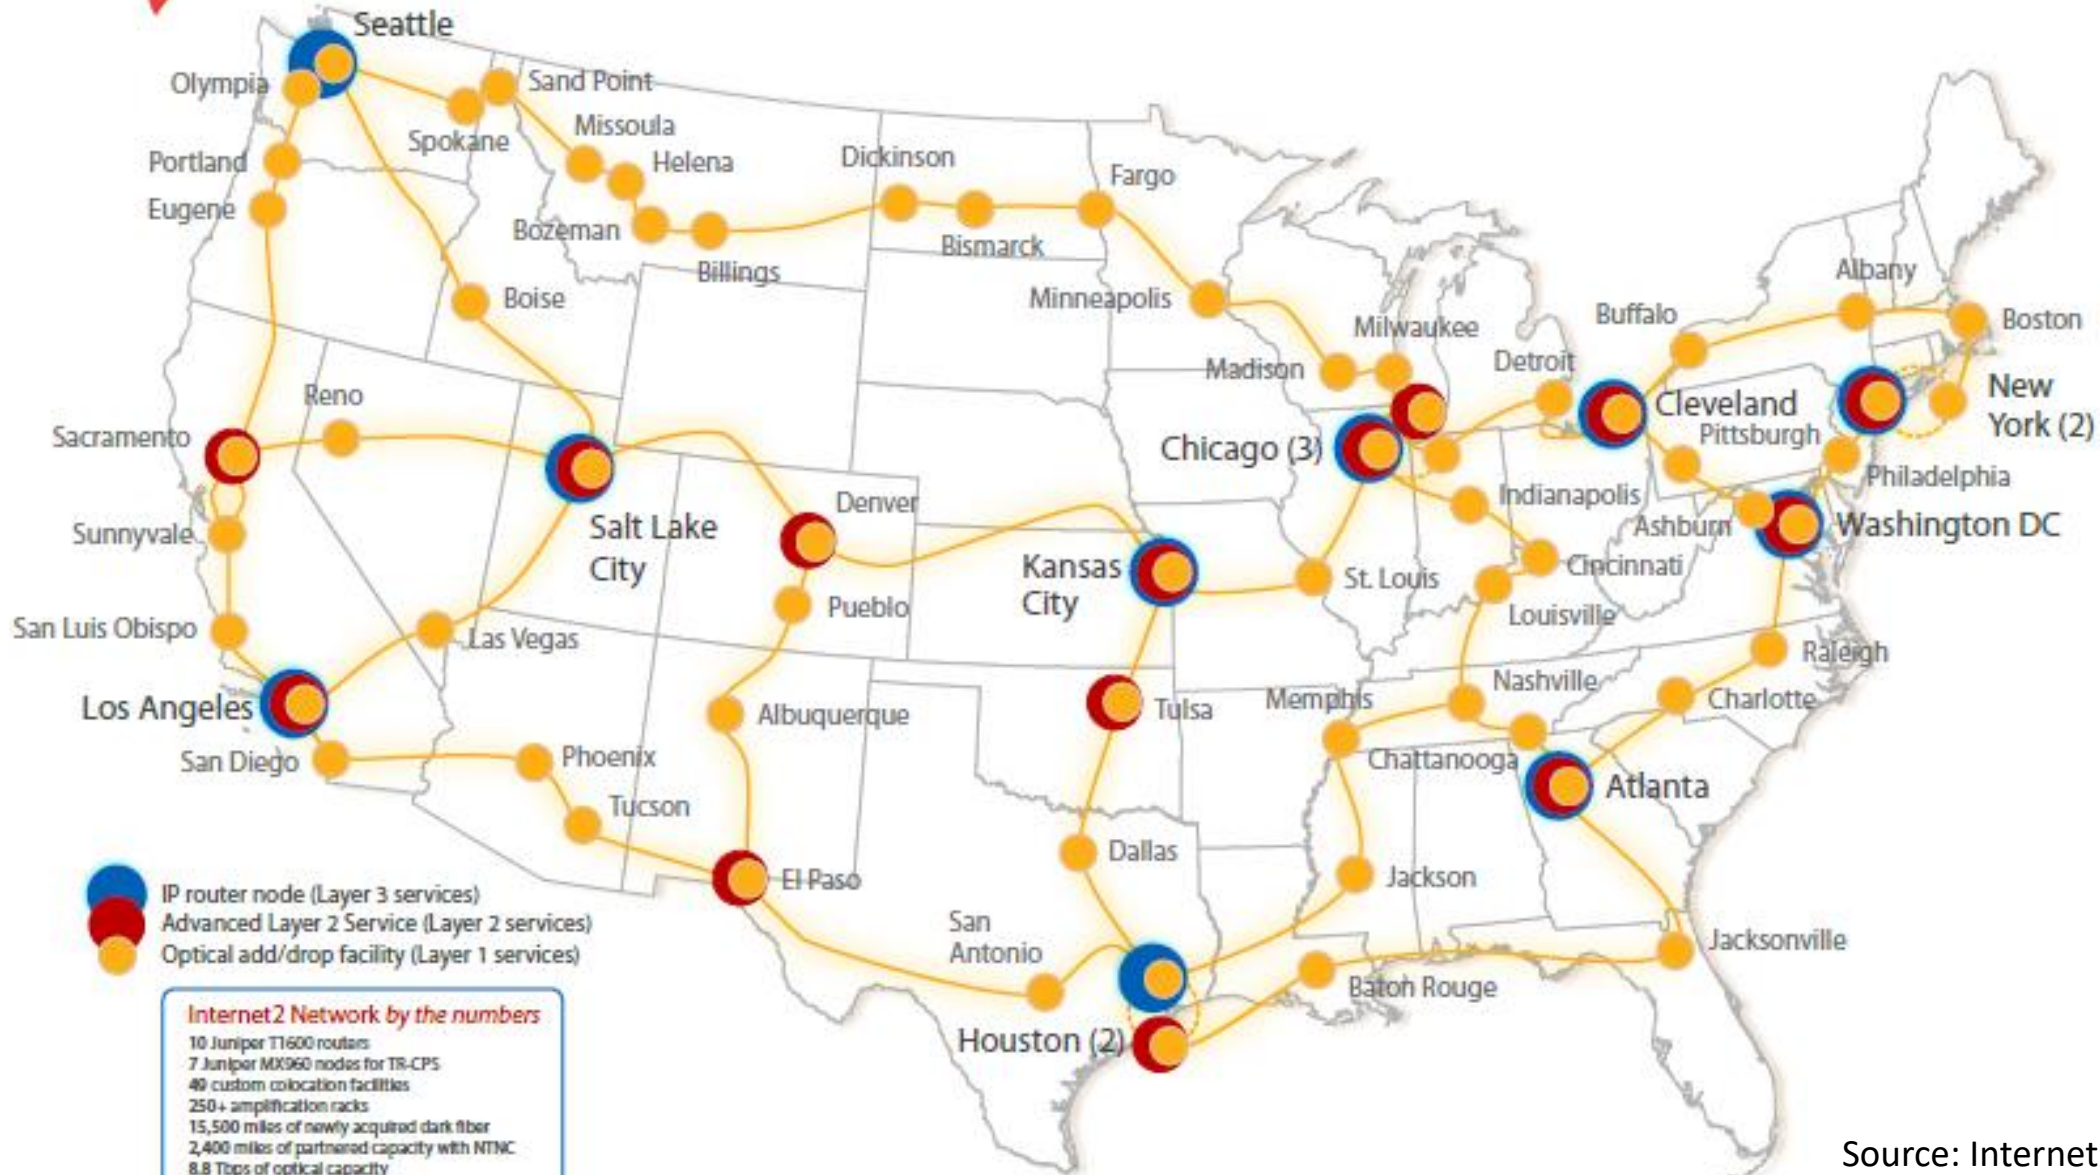 Seattle
Olympia
Sand Point
Spokane
Missoula
Portland
Helena
Dickinson
Fargo
Eugene
Bozeman
Bismarck
Billings
Boise
Minneapolis
Albany
Buffalo
Boston
Milwaukee
Madison
Detroit
Reno
New
York (2)
Cleveland
Pittsburgh
Sacramento
Chicago (3)
Philadelphia
Indianapolis
Denver
Salt Lake
City
Ashburn
Washington DC
Sunnyvale
Kansas
City
St. Louis
Cincinnati
Pueblo
Louisville
San Luis Obispo
Las Vegas
Raleigh
Nashville
Memphis
Charlotte
Los Angeles
Albuquerque
Tulsa
San Diego
Phoenix
Chattanooga
Atlanta
Tucson
Dallas
El Paso
Jackson
San
Antonio
Jacksonville
Baton Rouge
Houston (2)
IP router node (Layer 3 services)
Advanced Layer 2 Service (Layer 2 services)
Optical add/drop facility (Layer 1 services)
Internet2 Network by the numbers
10 Juniper T1600 routers
7 Juniper MX960 nodes for TR-CPS
49 custom colocation facilities
250+ amplification racks
15,500 miles of newly acquired dark fiber
2,400 miles of partnered capacity with NTNC
8.8 Tbps of optical capacity
Source: Internet